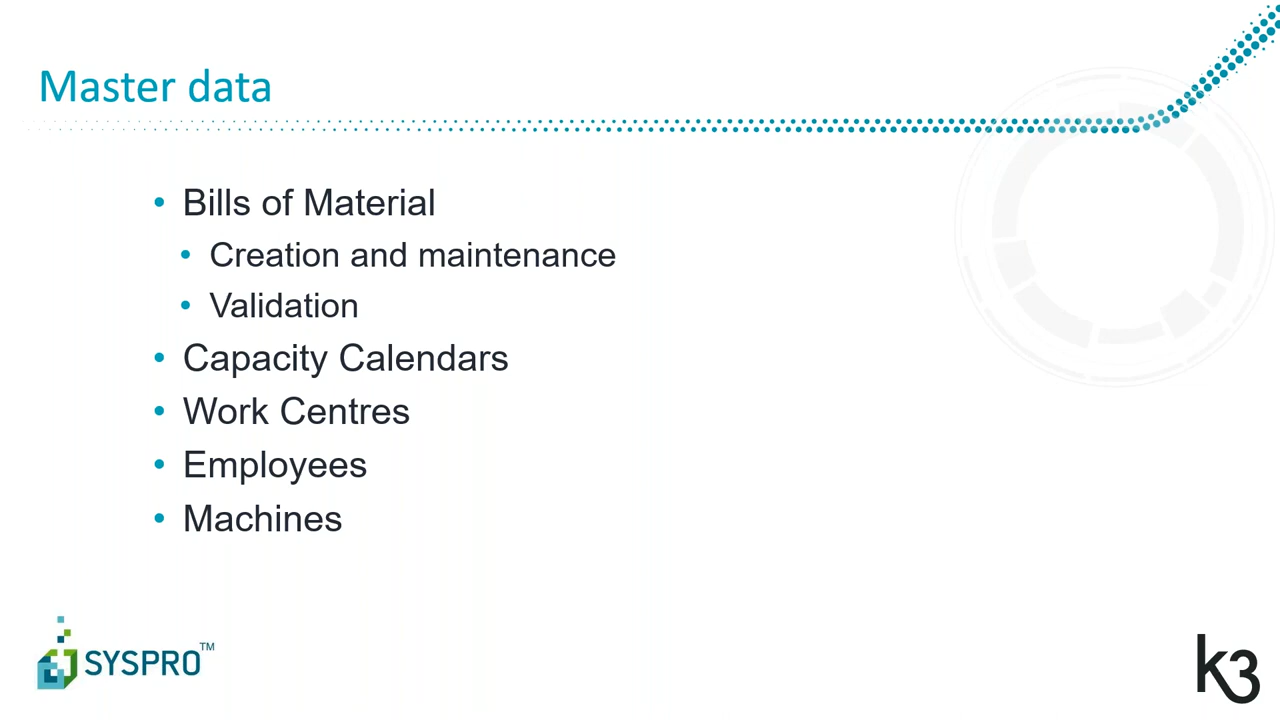 Master data
• Bills of Material
• Creation and maintenance
• Validation
• Capacity Calendars
• Work Centres
• Employees
• Machines
SYSPRO™
k3